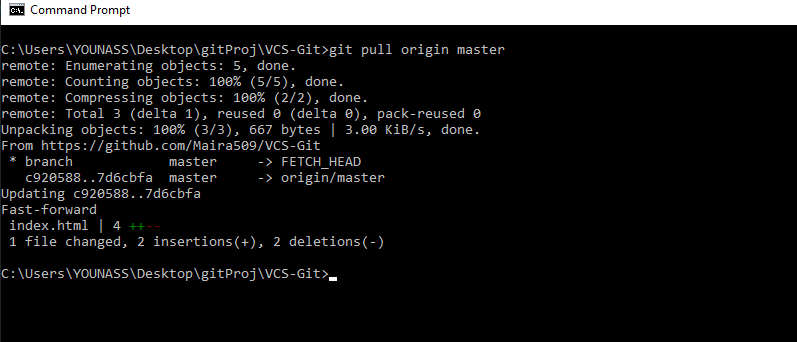 Command Prompt
C:\Users\YOUNASS\Desktop\gitProj\VCS-Git>git pull origin master
remote: Enumerating objects: 5, done.
remote: Counting objects: 100% (5/5), done.
remote: Compressing objects: 100% (2/2), done.
remote: Total 3 (delta 1), reused 0 (delta 0), pack-reused 0
Unpacking objects: 100% (3/3), 667 bytes | 3.00 KiB/s, done.
From https://github.com/Maira509/VCS-Git
 * branch            master     -> FETCH_HEAD
   c920588..7d6cbfa  master     -> origin/master
Updating c920588..7d6cbfa
Fast-forward
 index.html | 4 ++--
 1 file changed, 2 insertions(+), 2 deletions(-)
C:\Users\YOUNASS\Desktop\gitProj\VCS-Git>